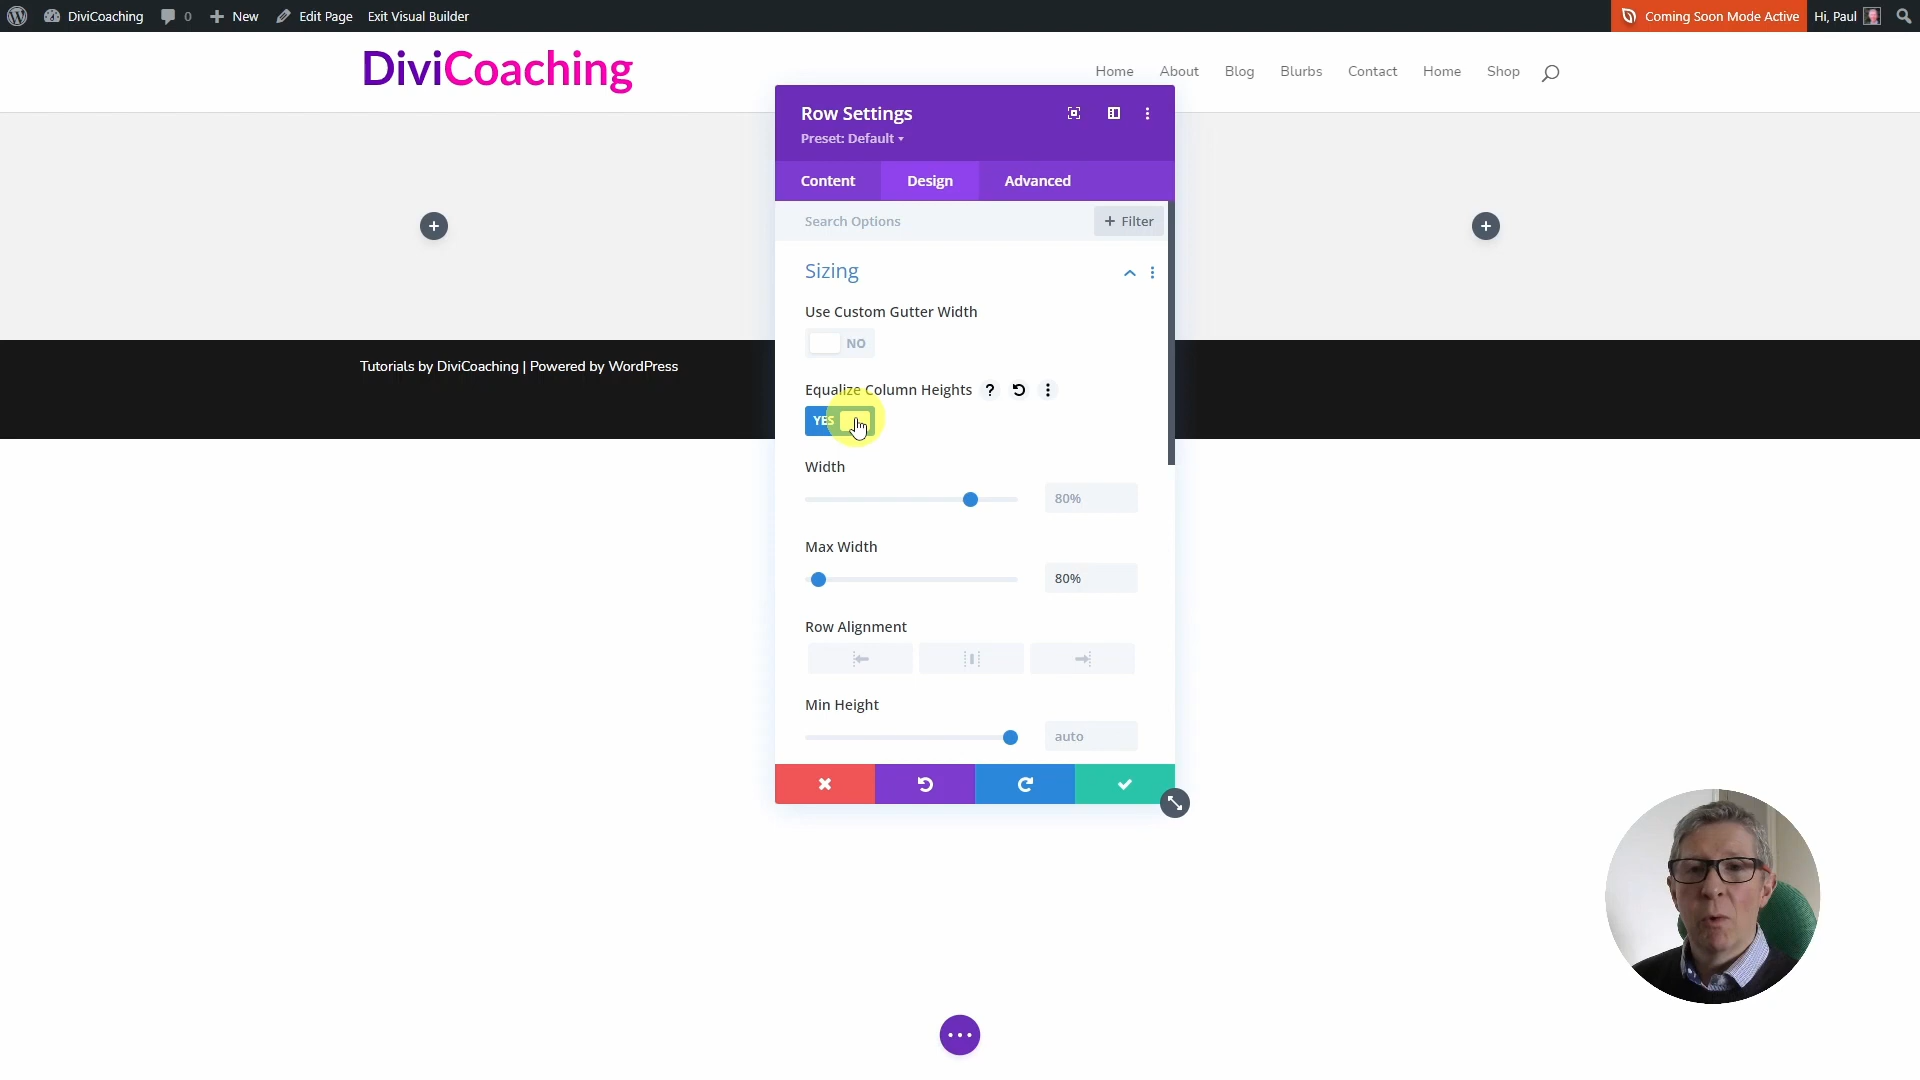 DiviCoaching 0 New Edit Page Exit Visual Builder Coming Soon Mode Active Hi, Paul
DiviCoaching
Home About Blog Blurbs Contact Home Shop
Row Settings
Preset: Default
Content Design Advanced
Search Options + Filter
Sizing
Use Custom Gutter Width
NO
Equalize Column Heights ?
YES
Tutorials by DiviCoaching | Powered by WordPress
Width
80%
Max Width
80%
Row Alignment
Min Height
auto